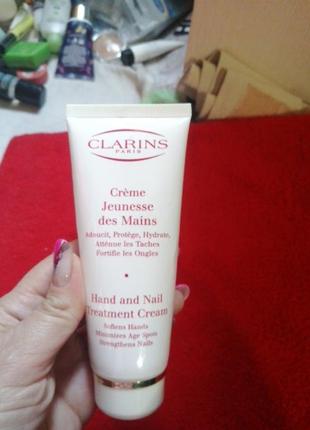 CLARINS
PARIS
Crème
Jeunesse
des Mains
Adoucit, Protège, Hydrate,
Atténue les Taches
Fortifie les Ongles
Hand and Nail
Treatment Cream
Softens Hands
Minimizes Age Spots
Strengthens Nails